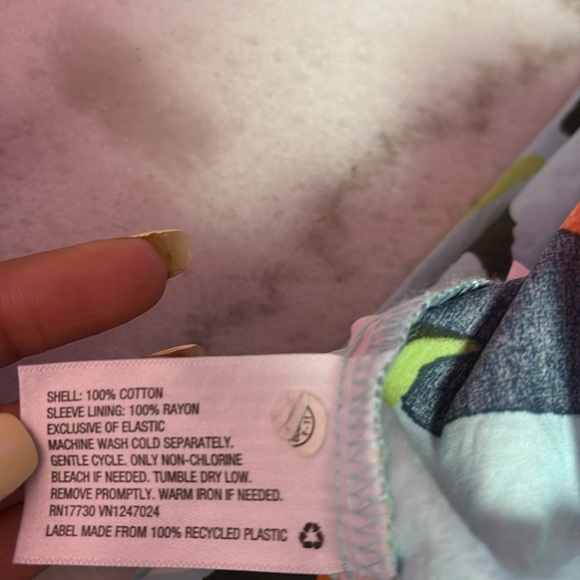 SHELL: 100% COTTON
SLEEVE LINING: 100% RAYON
EXCLUSIVE OF ELASTIC
MACHINE WASH COLD SEPARATELY.
GENTLE CYCLE. ONLY NON-CHLORINE
BLEACH IF NEEDED. TUMBLE DRY LOW.
REMOVE PROMPTLY. WARM IRON IF NEEDED.
RN17730 VN1247024
LABEL MADE FROM 100% RECYCLED PLASTIC